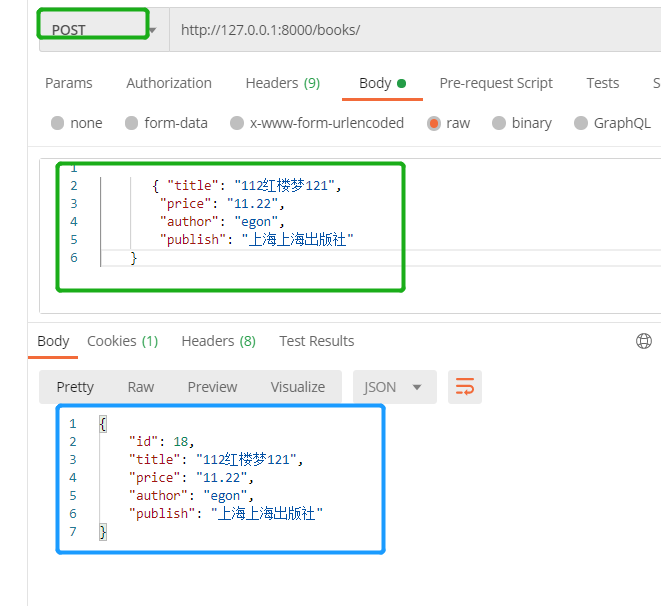 POST http://127.0.0.1:8000/books/
Params Authorization Headers (9) Body Pre-request Script Tests S
none form-data x-www-form-urlencoded raw binary GraphQL
1
2 { "title": "112红楼梦121",
3 "price": "11.22",
4 "author": "egon",
5 "publish": "上海上海出版社"
6 }
Body Cookies (1) Headers (8) Test Results
Pretty Raw Preview Visualize JSON
1 {
2 "id": 18,
3 "title": "112红楼梦121",
4 "price": "11.22",
5 "author": "egon",
6 "publish": "上海上海出版社"
7 }